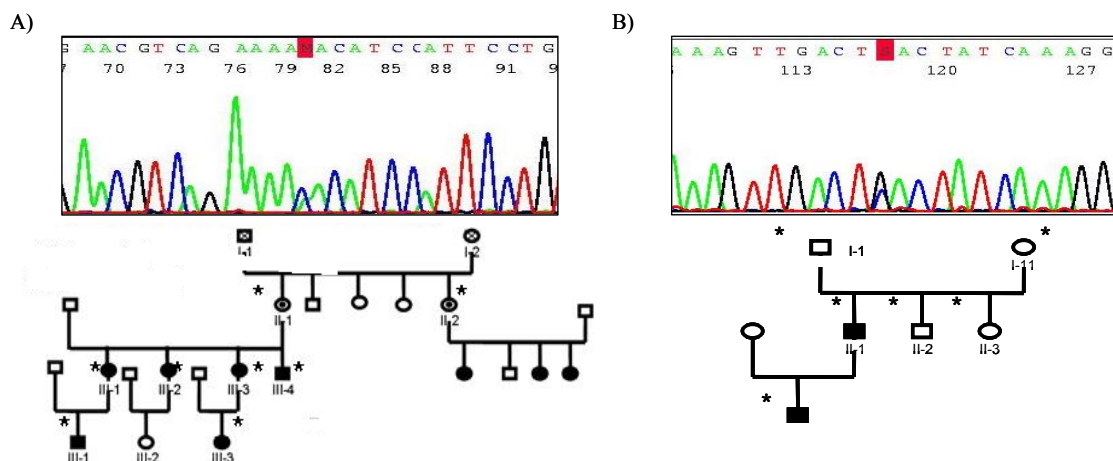 A)
G A A C G T C A G A A A A M A C A T C C A T T C C T G
7 70 73 76 79 82 85 88 91 9
I-1 I-2
* *
II-1 II-2
* * * *
III-1 III-2 III-3 III-4
* *
III-1 III-2 III-3
B)
A A A G T T G A C T G A C T A T C A A A G G
113 120 127
* *
I-1 I-11
* * *
II-1 II-2 II-3
*